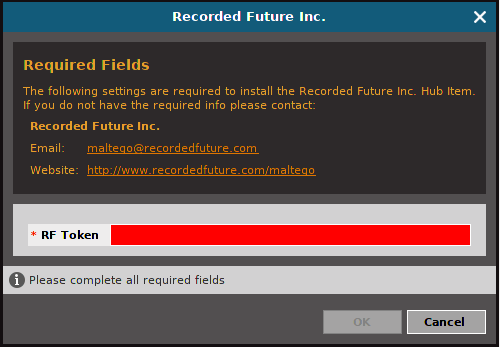 Recorded Future Inc.
Required Fields
The following settings are required to install the Recorded Future Inc. Hub Item.
If you do not have the required info please contact:
Recorded Future Inc.
Email: maltego@recordedfuture.com
Website: http://www.recordedfuture.com/maltego
* RF Token
Please complete all required fields
OK Cancel